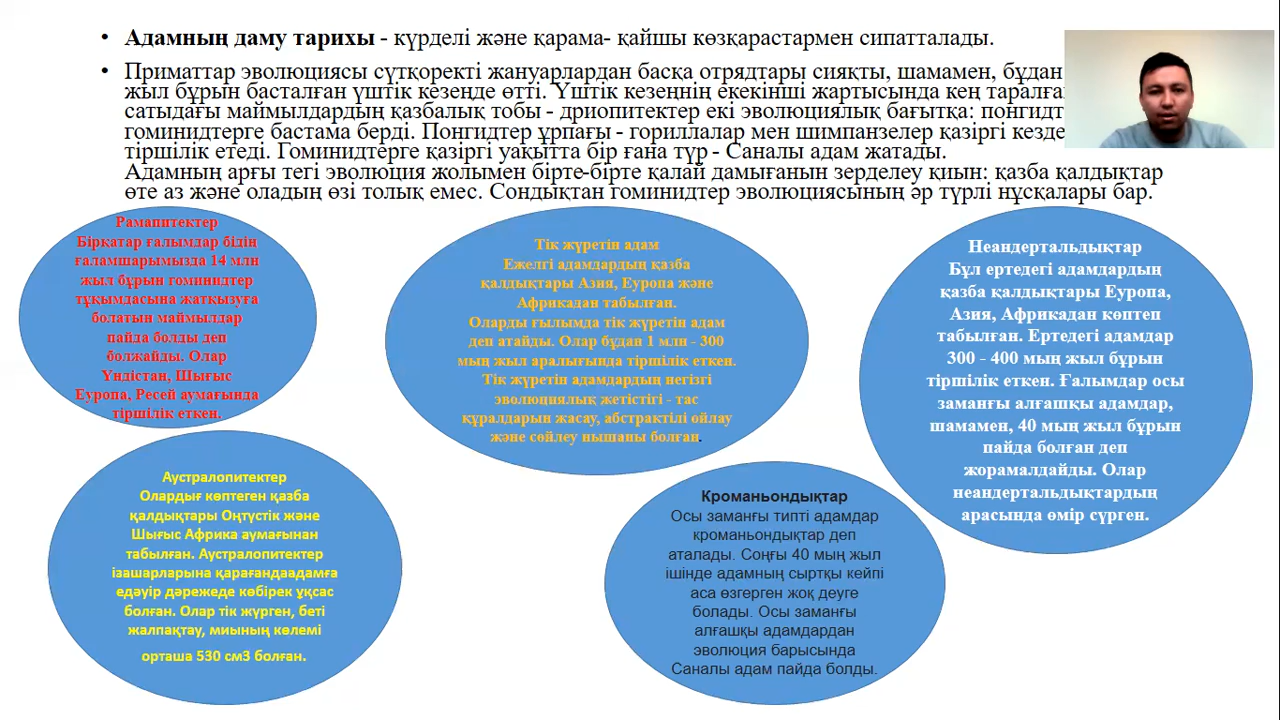 Адамның даму тарихы - күрделі және қарама- қайшы көзқарастармен сипатталады.
Приматтар эволюциясы сүтқоректі жануарлардан басқа отрядтары сияқты, шамамен, бұдан
жыл бұрын басталған үштік кезеңде өтті. Үштік кезеңнің екекінші жартысында кең таралға
сатыдағы маймылдардың қазбалық тобы - дриопитектер екі эволюциялық бағытқа: понгидт
гоминидтерге бастама берді. Понгидтер ұрпағы - гориллалар мен шимпанзелер қазіргі кезде
тіршілік етеді. Гоминидтерге қазіргі уақытта бір ғана түр - Саналы адам жатады.
Адамның арғы тегі эволюция жолымен бірте-бірте қалай дамығанын зерделеу қиын: қазба қалдықтар
өте аз және оладың өзі толық емес. Сондықтан гоминидтер эволюциясының әр түрлі нұсқалары бар.
Рамапитектер
Бірқатар ғалымдар бідің
ғаламшарымызда 14 млн
жыл бұрын гоминидтер
тұқымдасына жатқызуға
болатын маймылдар
пайда болды деп
болжайды. Олар
Үндістан, Шығыс
Еуропа, Ресей аумағында
тіршілік еткен.
Тік жүретін адам
Ежелгі адамдардың қазба
қалдықтары Азия, Еуропа және
Африкадан табылған.
Оларды ғылымда тік жүретін адам
деп атайды. Олар бұдан 1 млн - 300
мың жыл аралығында тіршілік еткен.
Тік жүретін адамдардың негізгі
эволюциялық жетістігі - тас
құралдарын жасау, абстрактілі ойлау
және сөйлеу нышаны болған.
Неандертальдықтар
Бұл ертедегі адамдардың
қазба қалдықтары Еуропа,
Азия, Африкадан көптеп
табылған. Ертедегі адамдар
300 - 400 мың жыл бұрын
тіршілік еткен. Ғалымдар осы
заманғы алғашқы адамдар,
шамамен, 40 мың жыл бұрын
пайда болған деп
жорамалдайды. Олар
неандертальдықтардың
арасында өмір сүрген.
Аустралопитектер
Олардығ көптеген қазба
қалдықтары Оңтүстік және
Шығыс Африка аумағынан
табылған. Аустралопитектер
ізашарларына қарағандаадамға
едәуір дәрежеде көбірек ұқсас
болған. Олар тік жүрген, беті
жалпақтау, миының көлемі
орташа 530 см3 болған.
Кроманьондықтар
Осы заманғы типті адамдар
кроманьондықтар деп
аталады. Соңғы 40 мың жыл
ішінде адамның сыртқы кейпі
аса өзгерген жоқ деуге
болады. Осы заманғы
алғашқы адамдардан
эволюция барысында
Саналы адам пайда болды.